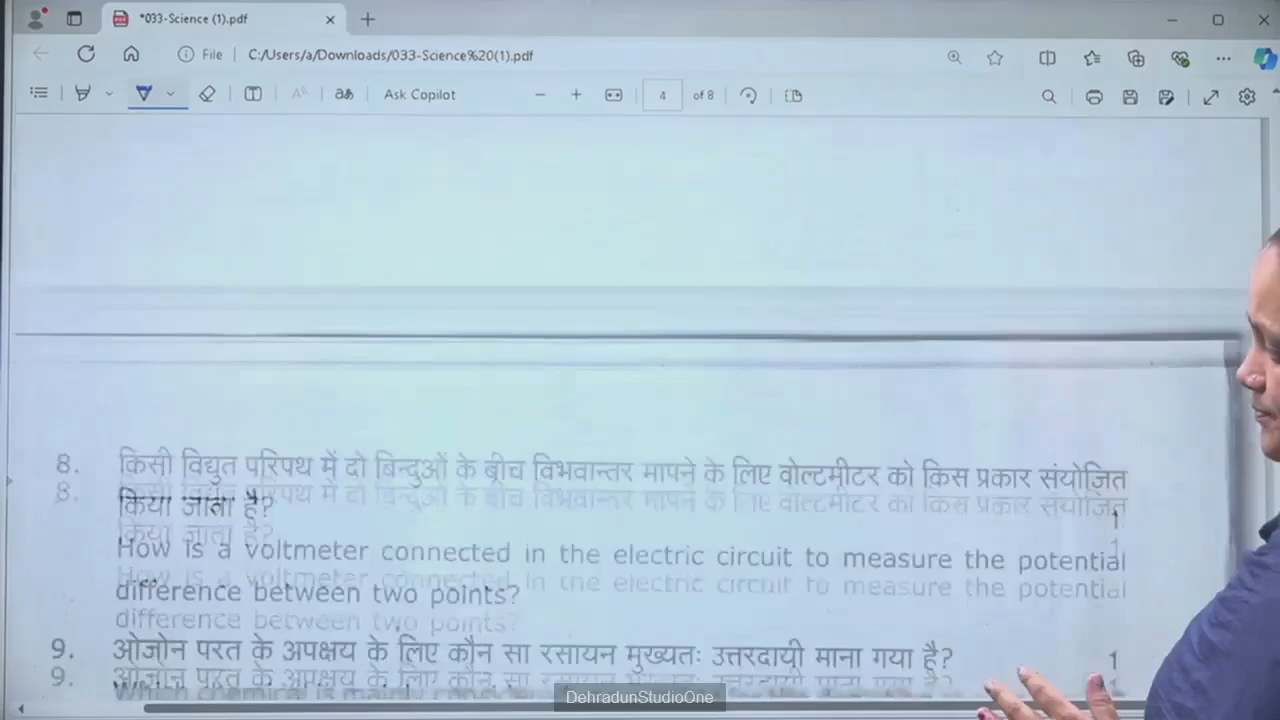 *033-Science (1).pdf
File
C:/Users/a/Downloads/033-Science%20(1).pdf
Ask Copilot
4
of 8
8. किसी विद्युत परिपथ में दो बिन्दुओं के बीच विभवान्तर मापने के लिए वोल्टमीटर को किस प्रकार संयोजित
किया जाता है? 1
How is a voltmeter connected in the electric circuit to measure the potential
difference between two points?
9. ओजोन परत के अपक्षय के लिए कौन सा रसायन मुख्यतः उत्तरदायी माना गया है? 1
DehradunStudioOne